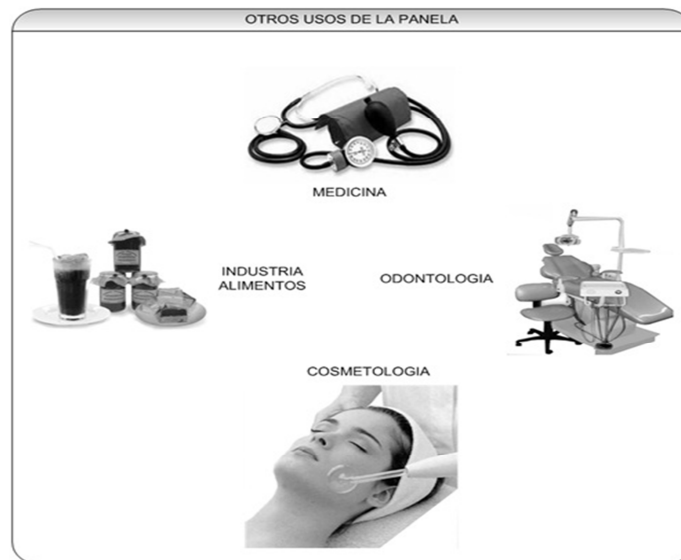 OTROS USOS DE LA PANELA
MEDICINA
INDUSTRIA
ALIMENTOS
ODONTOLOGIA
COSMETOLOGIA